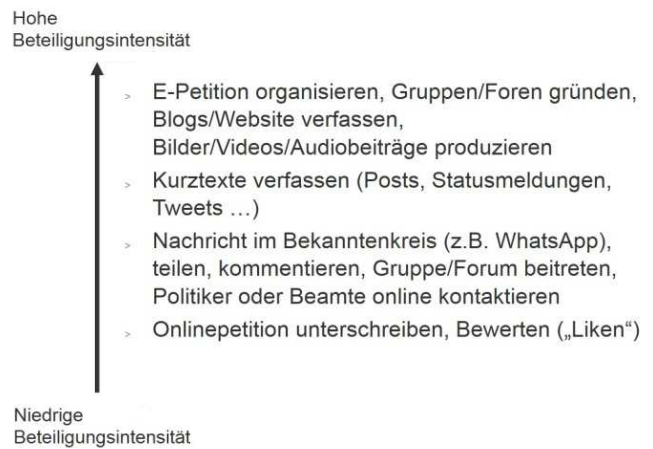 Hohe
Beteiligungsintensität
> E-Petition organisieren, Gruppen/Foren gründen,
Blogs/Website verfassen,
Bilder/Videos/Audiobeiträge produzieren
> Kurztexte verfassen (Posts, Statusmeldungen,
Tweets …)
> Nachricht im Bekanntenkreis (z.B. WhatsApp),
teilen, kommentieren, Gruppe/Forum beitreten,
Politiker oder Beamte online kontaktieren
> Onlinepetition unterschreiben, Bewerten („Liken“)
Niedrige
Beteiligungsintensität